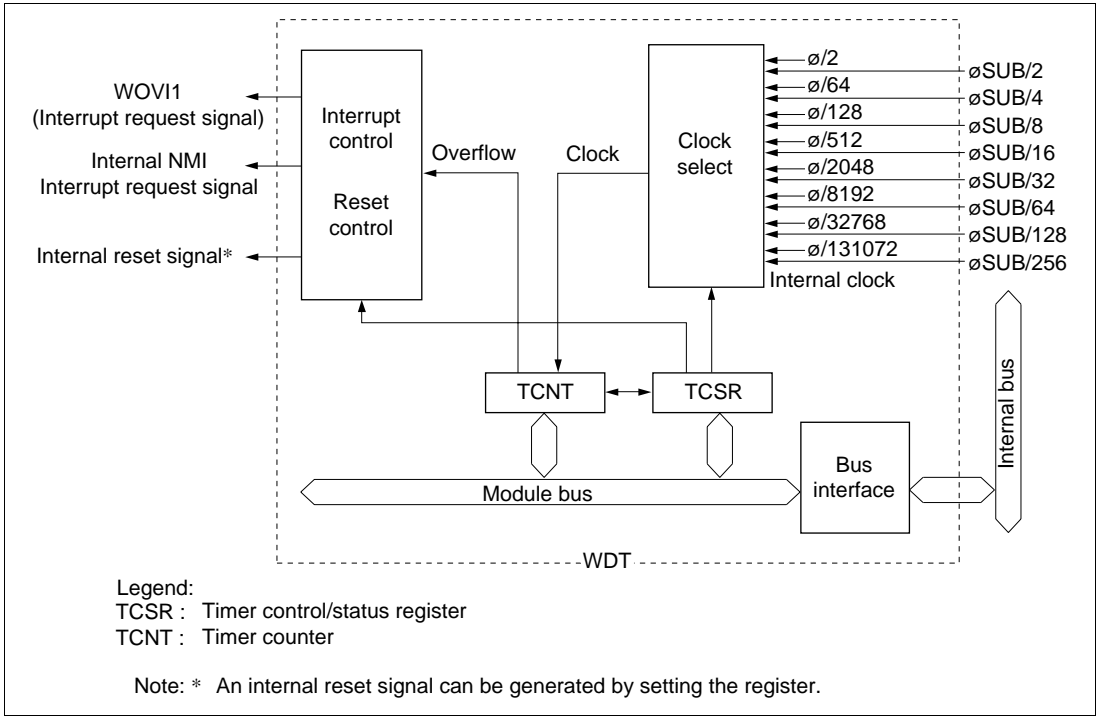 WOVI1
(Interrupt request signal)
Internal NMI
Interrupt request signal
Internal reset signal*
Interrupt
control
Reset
control
Overflow
Clock
Clock
select
ø/2
ø/64
ø/128
ø/512
ø/2048
ø/8192
ø/32768
ø/131072
Internal clock
øSUB/2
øSUB/4
øSUB/8
øSUB/16
øSUB/32
øSUB/64
øSUB/128
øSUB/256
TCNT
TCSR
Module bus
Bus
interface
Internal bus
WDT
Legend:
TCSR : Timer control/status register
TCNT : Timer counter
Note: * An internal reset signal can be generated by setting the register.